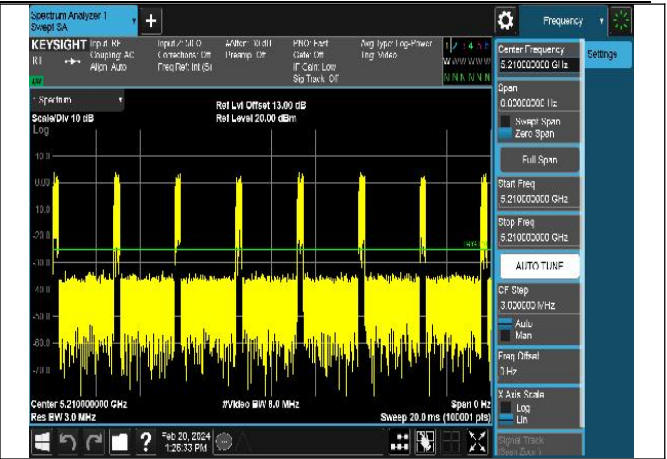 Spectrum Analyzer 1
Swept SA
+
Frequency
KEYSIGHT Input: RF
Coupling: AC
Align: Auto
Corrections: Off
Freq Ref: Int (S)
Preamp: Off
PNO: Fast
Gate: Off
IF Gain: Low
Sig Track: Off
Avg Type: Log-Power
Trig: Video
N N N N N N
Spectrum
Scale/Div 10 dB
Log
Ref Lvl Offset 13.00 dB
Ref Level 20.00 dBm
10.0
0.00
Center 5.210000000 GHz
Res BW 3.0 MHz
#Video BW 8.0 MHz
Span 0 Hz
Sweep 20.0 ms (100001 pts)
?
Feb 20, 2024
1:26:33 PM
Settings
Center Frequency
5.210000000 GHz
Span
0.00000000 Hz
Swept Span
Zero Span
Full Span
Start Freq
5.210000000 GHz
Stop Freq
5.210000000 GHz
AUTO TUNE
CF Step
3.000000 MHz
Auto
Man
Freq Offset
0 Hz
X Axis Scale
Log
Lin
Signal Track
(Span Zoom)